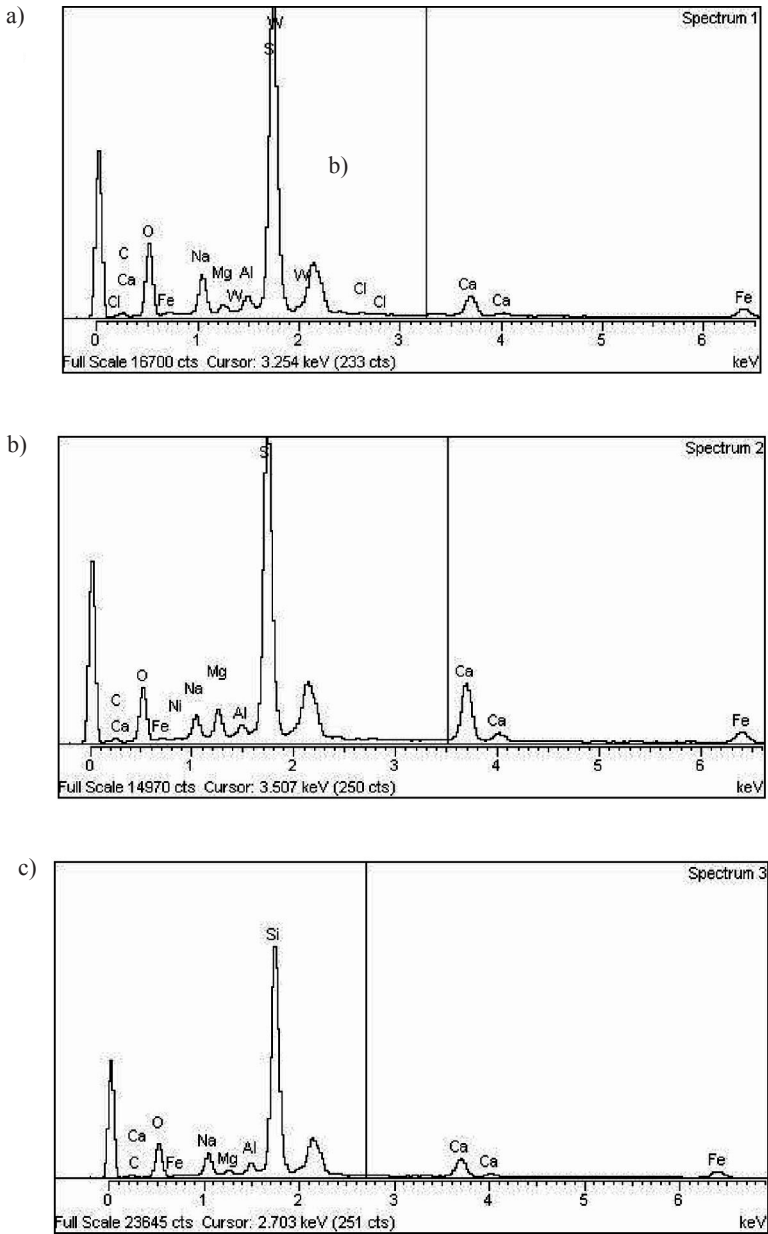 a)
Spectrum 1
W
S
b)
O
C
Na
Mg
Al
Ca
W
W
Cl
Cl
Cl
Fe
Ca
Ca
Fe
0 1 2 3 4 5 6
Full Scale 16700 cts Cursor: 3.254 keV (233 cts) keV
b)
Spectrum 2
S
O
C
Na
Mg
Ni
Ca
Fe
Al
Ca
Ca
Fe
0 1 2 3 4 5 6
Full Scale 14970 cts Cursor: 3.507 keV (250 cts) keV
c)
Spectrum 3
Si
O
Ca
C
Fe
Na
Mg
Al
Ca
Ca
Fe
0 1 2 3 4 5 6
Full Scale 23645 cts Cursor: 2.703 keV (251 cts) keV